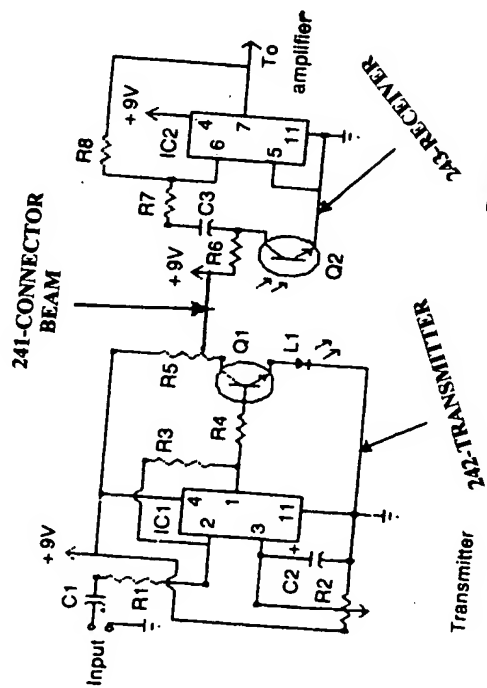 241-CONNECTOR
BEAM
+9V
Input
C1
R1
2
IC1
4
3
1
11
R3
R4
R5
Q1
L1
+
C2
R2
Transmitter
242-TRANSMITTER
+9V
R6
C3
R7
R8
Q2
+9V
IC2
4
6
7
5
11
To
amplifier
243-RECEIVER